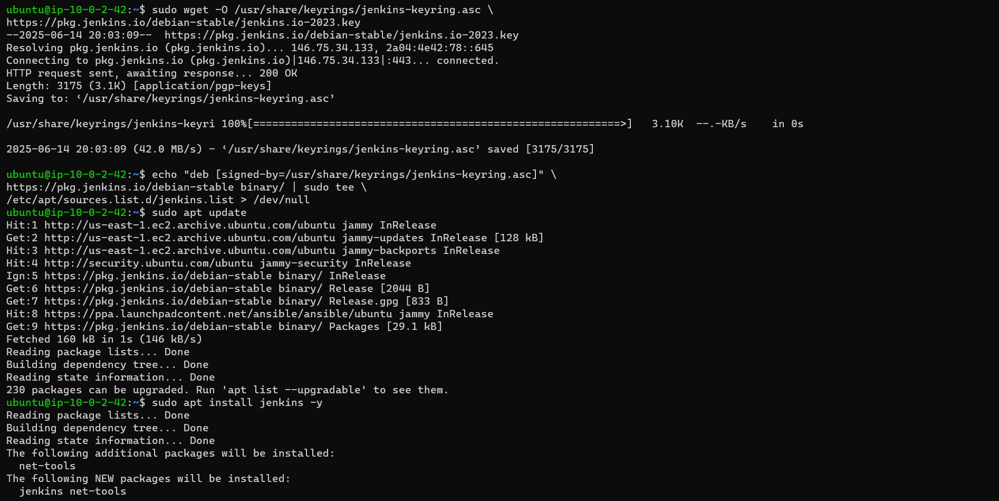 ubuntu@ip-10-0-2-42:~$ sudo wget -O /usr/share/keyrings/jenkins-keyring.asc \
https://pkg.jenkins.io/debian-stable/jenkins.io-2023.key
--2025-06-14 20:03:09--  https://pkg.jenkins.io/debian-stable/jenkins.io-2023.key
Resolving pkg.jenkins.io (pkg.jenkins.io)... 146.75.34.133, 2a04:4e42:78::645
Connecting to pkg.jenkins.io (pkg.jenkins.io)|146.75.34.133|:443... connected.
HTTP request sent, awaiting response... 200 OK
Length: 3175 (3.1K) [application/pgp-keys]
Saving to: ‘/usr/share/keyrings/jenkins-keyring.asc’
/usr/share/keyrings/jenkins-keyri 100%[==========================================================>]   3.10K  --.-KB/s    in 0s
2025-06-14 20:03:09 (42.0 MB/s) - ‘/usr/share/keyrings/jenkins-keyring.asc’ saved [3175/3175]
ubuntu@ip-10-0-2-42:~$ echo "deb [signed-by=/usr/share/keyrings/jenkins-keyring.asc]" \
https://pkg.jenkins.io/debian-stable binary/ | sudo tee \
/etc/apt/sources.list.d/jenkins.list > /dev/null
ubuntu@ip-10-0-2-42:~$ sudo apt update
Hit:1 http://us-east-1.ec2.archive.ubuntu.com/ubuntu jammy InRelease
Get:2 http://us-east-1.ec2.archive.ubuntu.com/ubuntu jammy-updates InRelease [128 kB]
Hit:3 http://us-east-1.ec2.archive.ubuntu.com/ubuntu jammy-backports InRelease
Hit:4 http://security.ubuntu.com/ubuntu jammy-security InRelease
Ign:5 https://pkg.jenkins.io/debian-stable binary/ InRelease
Get:6 https://pkg.jenkins.io/debian-stable binary/ Release [2044 B]
Get:7 https://pkg.jenkins.io/debian-stable binary/ Release.gpg [833 B]
Hit:8 https://ppa.launchpadcontent.net/ansible/ansible/ubuntu jammy InRelease
Get:9 https://pkg.jenkins.io/debian-stable binary/ Packages [29.1 kB]
Fetched 160 kB in 1s (146 kB/s)
Reading package lists... Done
Building dependency tree... Done
Reading state information... Done
230 packages can be upgraded. Run 'apt list --upgradable' to see them.
ubuntu@ip-10-0-2-42:~$ sudo apt install jenkins -y
Reading package lists... Done
Building dependency tree... Done
Reading state information... Done
The following additional packages will be installed:
  net-tools
The following NEW packages will be installed:
  jenkins net-tools